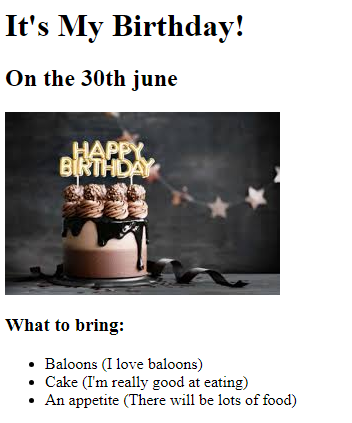 It's My Birthday!
On the 30th june
HAPPY
BIRTHDAY
What to bring:
Baloons (I love baloons)
Cake (I'm really good at eating)
An appetite (There will be lots of food)